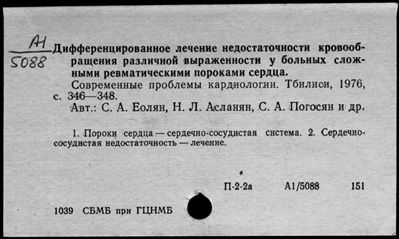 А1
5088
Дифференцированное лечение недостаточности кровооб-
ращения различной выраженности у больных слож-
ными ревматическими пороками сердца.
Современные проблемы кардиологии. Тбилиси, 1976,
с. 346—348.
Авт.: С. А. Еолян, Н. Л. Асланян, С. А. Погосян и др.
1. Пороки сердца — сердечно-сосудистая система. 2. Сердечно-
сосудистая недостаточность — лечение.
П-2-2а А1/5088 151
1039 СБМБ при ГЦНМБ